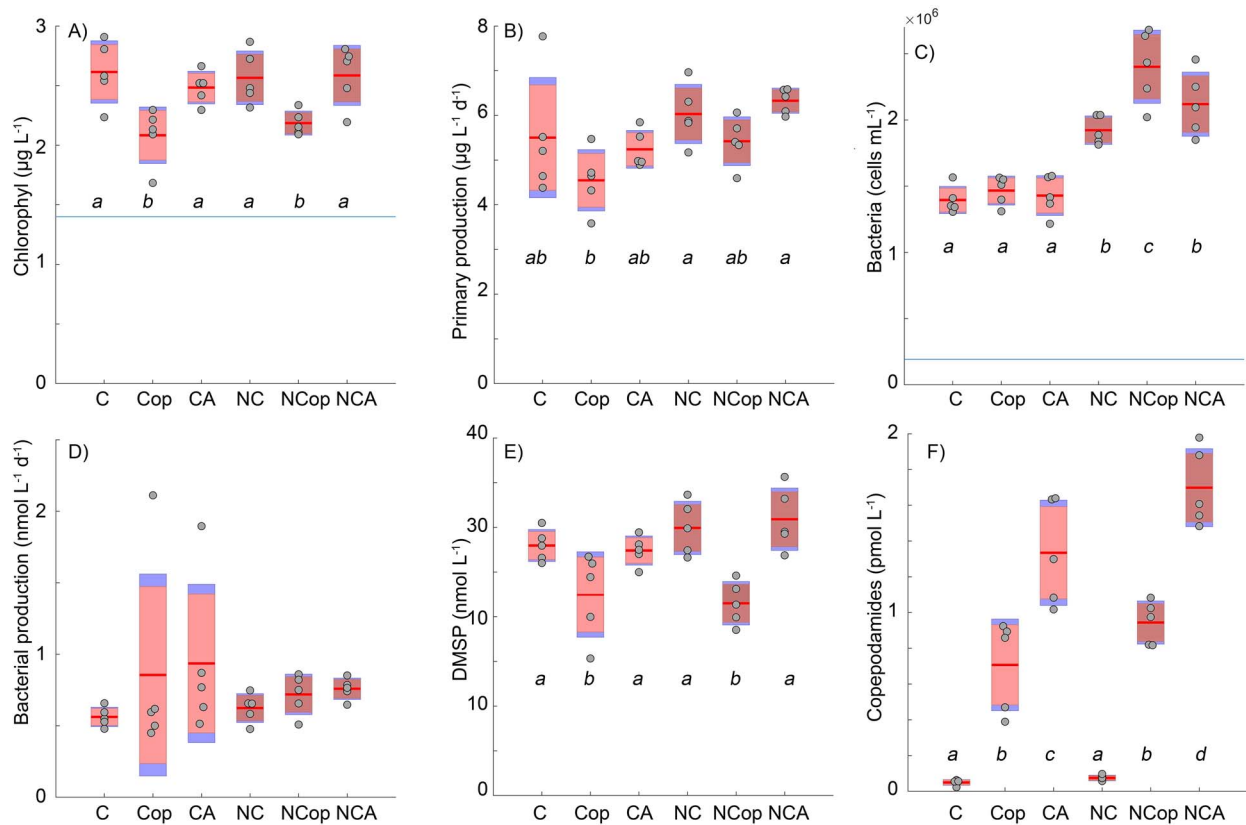 A)
3
2
1
0
Chlorophyl (µg L-1)
a b a a b a
C Cop CA NC NCop NCA
B)
8
6
4
2
0
Primary production (µg L-1 d-1)
ab b ab a ab a
C Cop CA NC NCop NCA
C)
×10^6
2
1
0
Bacteria (cells mL-1)
a a a b c b
C Cop CA NC NCop NCA
D)
2
1
0
Bacterial production (nmol L-1 d-1)
C Cop CA NC NCop NCA
E)
40
30
20
10
0
DMSP (nmol L-1)
a b a a b a
C Cop CA NC NCop NCA
F)
2
1
0
Copepodamides (pmol L-1)
a b c a b d
C Cop CA NC NCop NCA